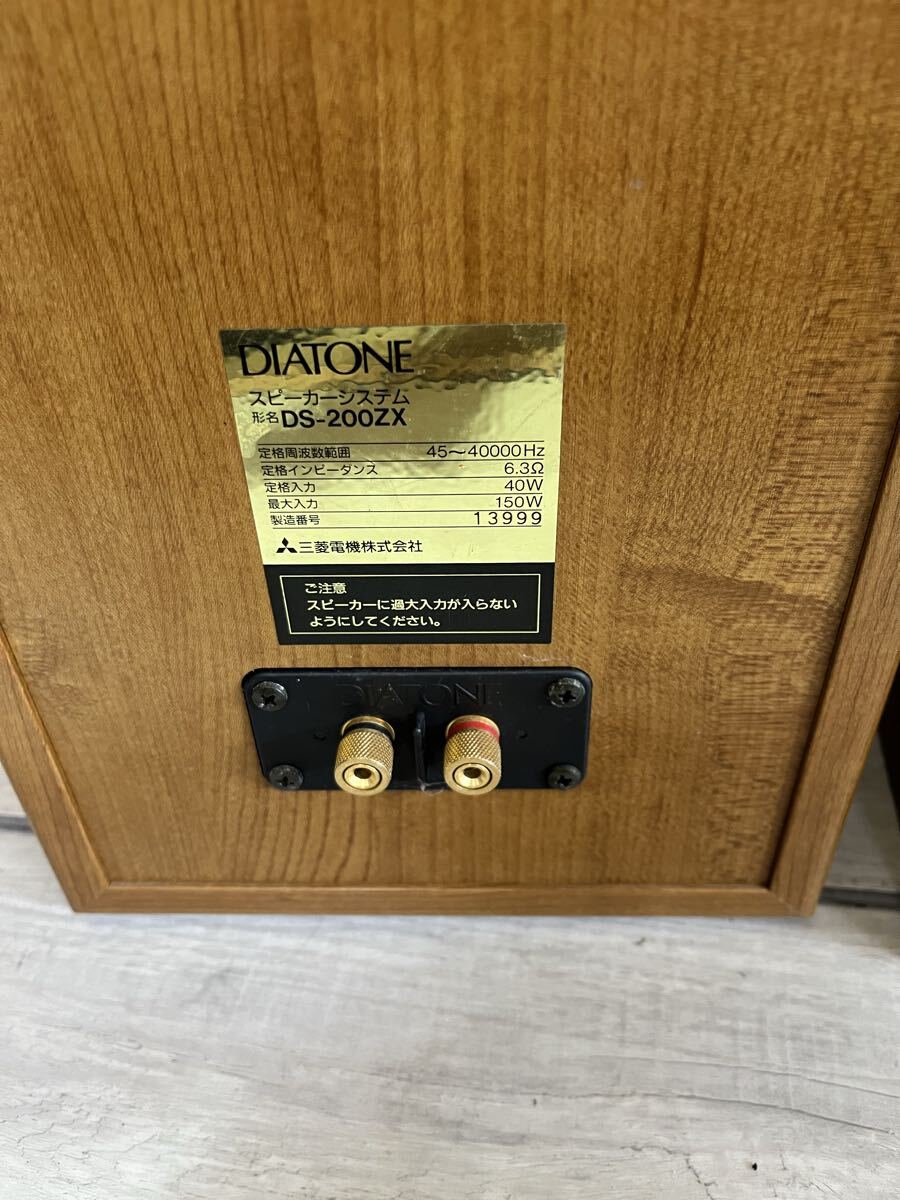 DIATONE
スピーカーシステム
形名 DS-200ZX
定格周波数範囲 45〜40000Hz
定格インピーダンス 6.3Ω
定格入力 40W
最大入力 150W
製造番号 13999
三菱電機株式会社
ご注意
スピーカーに過大入力が入らない
ようにしてください。
DIATONE